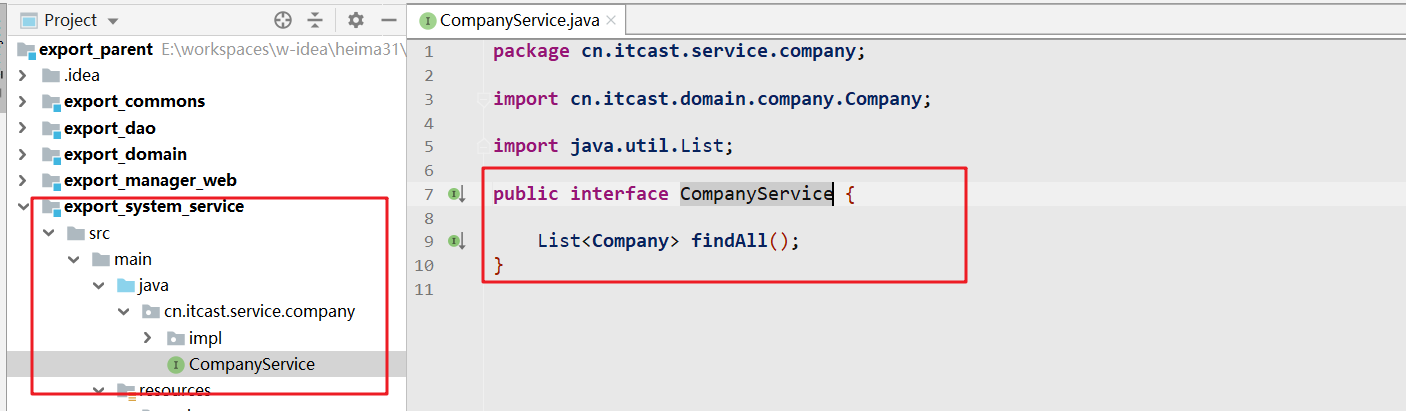 Project
export_parent E:\workspaces\w-idea\heima31\
.idea
export_commons
export_dao
export_domain
export_manager_web
export_system_service
src
main
java
cn.itcast.service.company
impl
CompanyService
resources
CompanyService.java
1 package cn.itcast.service.company;
2
3 import cn.itcast.domain.company.Company;
4
5 import java.util.List;
6
7 public interface CompanyService {
8
9 List<Company> findAll();
10 }
11